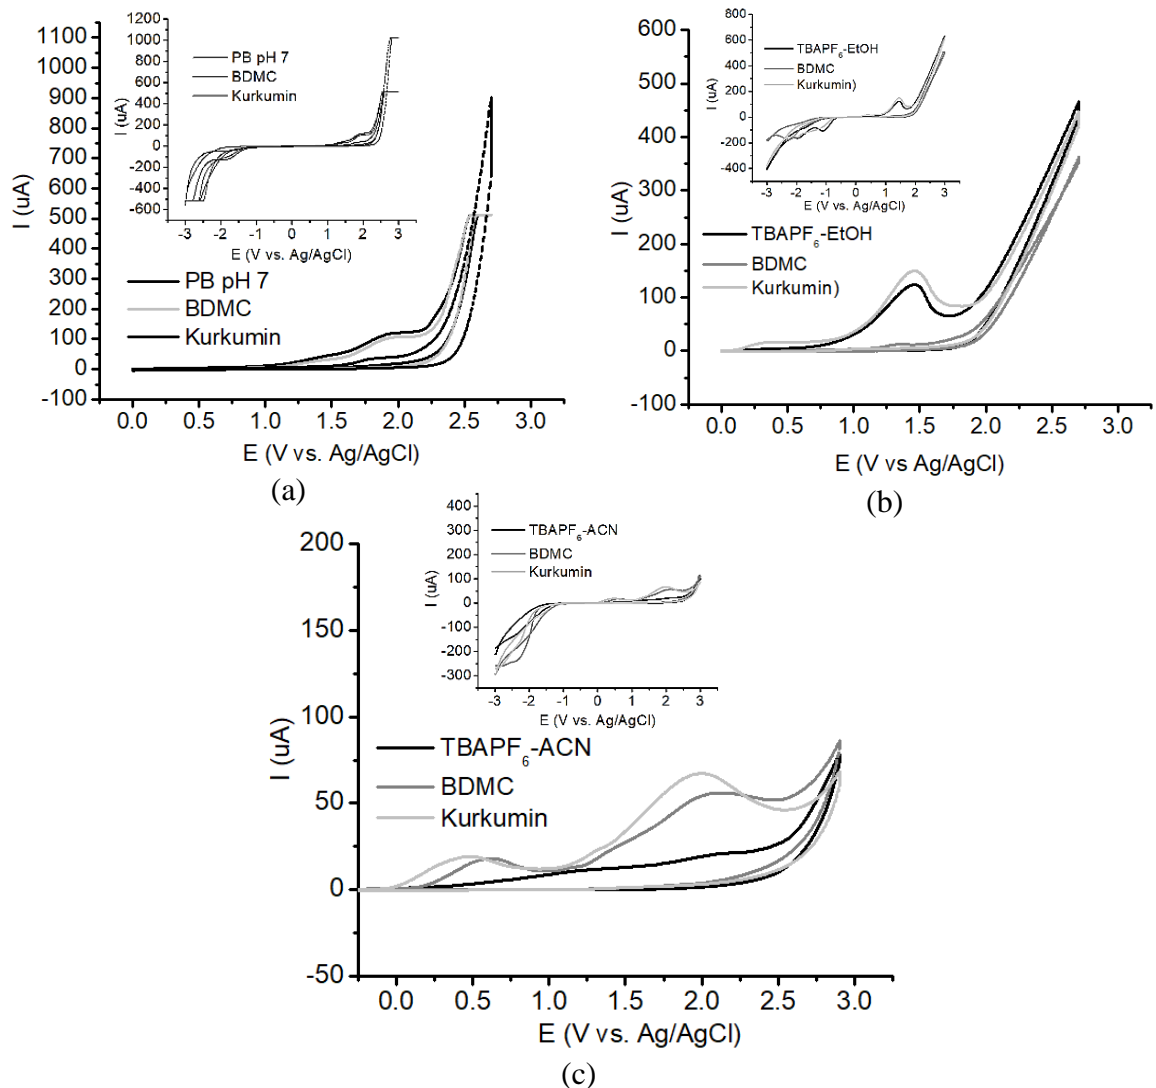 1200
1000
800
600
400
200
0
-200
-400
-600
I (uA)
PB pH 7
BDMC
Kurkumin
-3 -2 -1 0 1 2 3
E (V vs. Ag/AgCl)
1100
1000
900
800
700
600
500
400
300
200
100
0
-100
I (uA)
PB pH 7
BDMC
Kurkumin
0.0 0.5 1.0 1.5 2.0 2.5 3.0
E (V vs. Ag/AgCl)
(a)
800
600
400
200
0
-200
-400
I (uA)
TBAPF6-EtOH
BDMC
Kurkumin)
-3 -2 -1 0 1 2 3
E (V vs. Ag/AgCl)
600
500
400
300
200
100
0
-100
I (uA)
TBAPF6-EtOH
BDMC
Kurkumin)
0.0 0.5 1.0 1.5 2.0 2.5 3.0
E (V vs Ag/AgCl)
(b)
400
300
200
100
0
-100
-200
-300
I (uA)
TBAPF6-ACN
BDMC
Kurkumin
-3 -2 -1 0 1 2 3
E (V vs. Ag/AgCl)
200
150
100
50
0
-50
I (uA)
TBAPF6-ACN
BDMC
Kurkumin
0.0 0.5 1.0 1.5 2.0 2.5 3.0
E (V vs. Ag/AgCl)
(c)